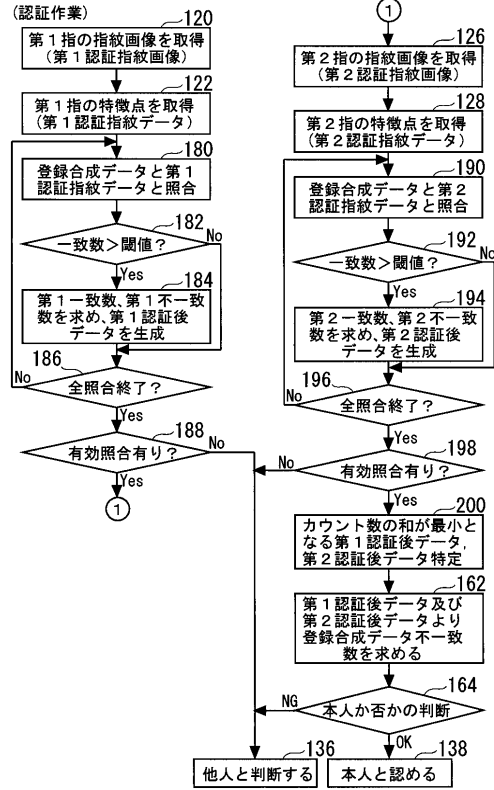 (認証作業)
120
第1指の指紋画像を取得
(第1認証指紋画像)
122
第1指の特徴点を取得
(第1認証指紋データ)
180
登録合成データと第1
認証指紋データと照合
182
一致数>閾値?
No
Yes
184
第1一致数、第1不一致
数を求め、第1認証後
データを生成
186
No
全照合終了?
Yes
188
有効照合有り?
No
Yes
1
1
126
第2指の指紋画像を取得
(第2認証指紋画像)
128
第2指の特徴点を取得
(第2認証指紋データ)
190
登録合成データと第2
認証指紋データと照合
192
一致数>閾値?
No
Yes
194
第2一致数、第2不一致
数を求め、第2認証後
データを生成
196
No
全照合終了?
Yes
198
No
有効照合有り?
Yes
200
カウント数の和が最小と
なる第1認証後データ,
第2認証後データ特定
162
第1認証後データ及び
第2認証後データより
登録合成データ不一致
数を求める
164
NG
本人か否かの判断
OK
136
他人と判断する
138
本人と認める